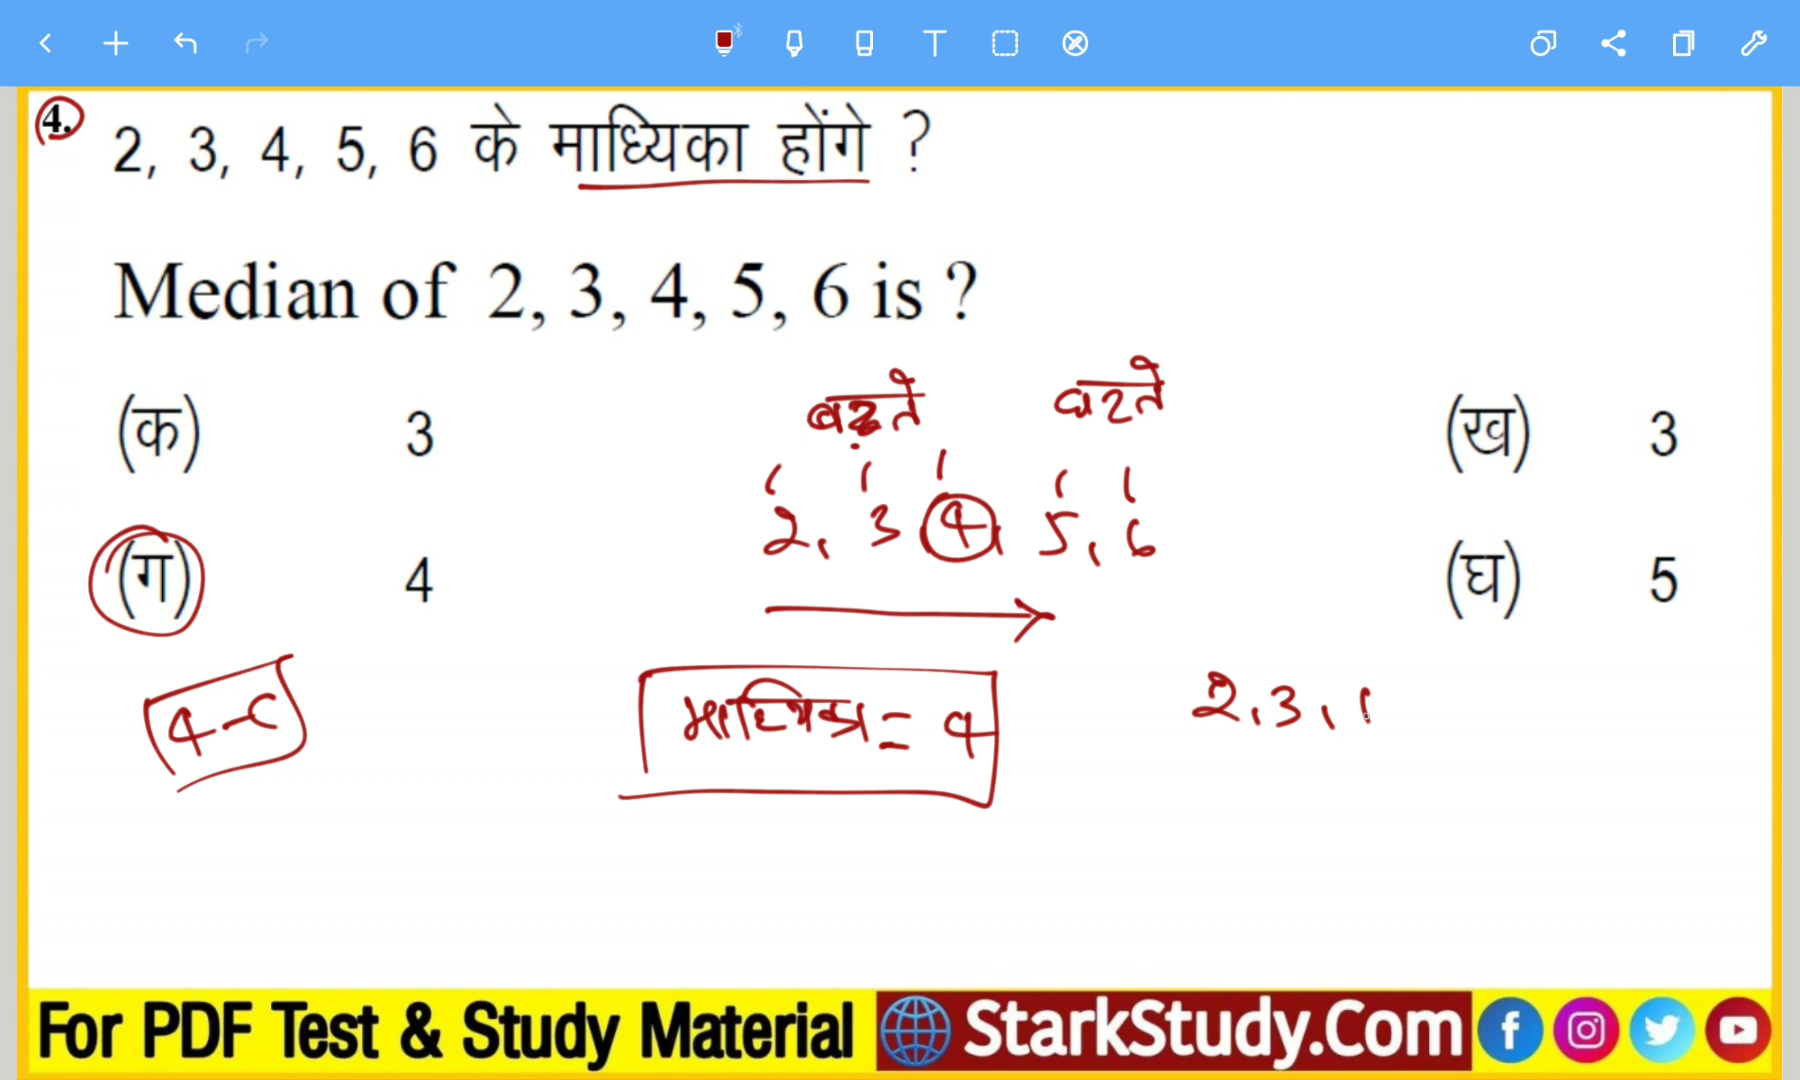 4. 2, 3, 4, 5, 6 के माध्यिका होंगे ?
Median of 2, 3, 4, 5, 6 is ?
बढ़ते घटते
(क) 3 (ख) 3
2, 3 4, 5, 6
(ग) 4 (घ) 5
4-c माध्यिका = 4 2, 3,
For PDF Test & Study Material StarkStudy.Com